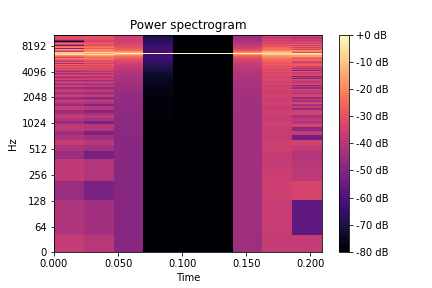 Power spectrogram
Hz
8192
4096
2048
1024
512
256
128
64
0
0.000
0.050
0.100
0.150
0.200
Time
+0 dB
-10 dB
-20 dB
-30 dB
-40 dB
-50 dB
-60 dB
-70 dB
-80 dB